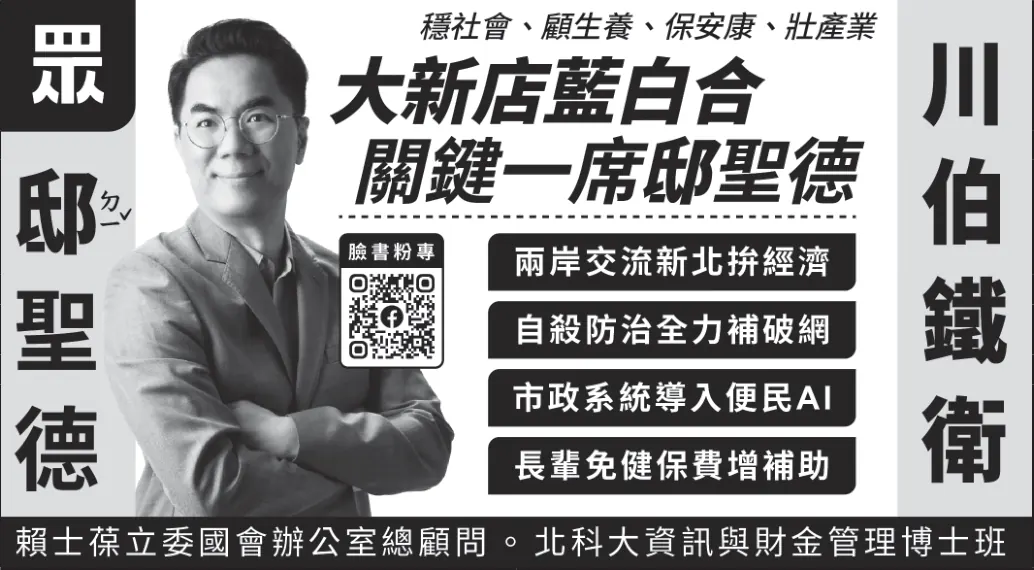 眾
邸聖德
ㄉㄧˇ
穩社會、顧生養、保安康、壯產業
大新店藍白合
關鍵一席邸聖德
臉書粉專
兩岸交流新北拚經濟
自殺防治全力補破網
市政系統導入便民AI
長輩免健保費增補助
川伯鐵衛
賴士葆立委國會辦公室總顧問。北科大資訊與財金管理博士班